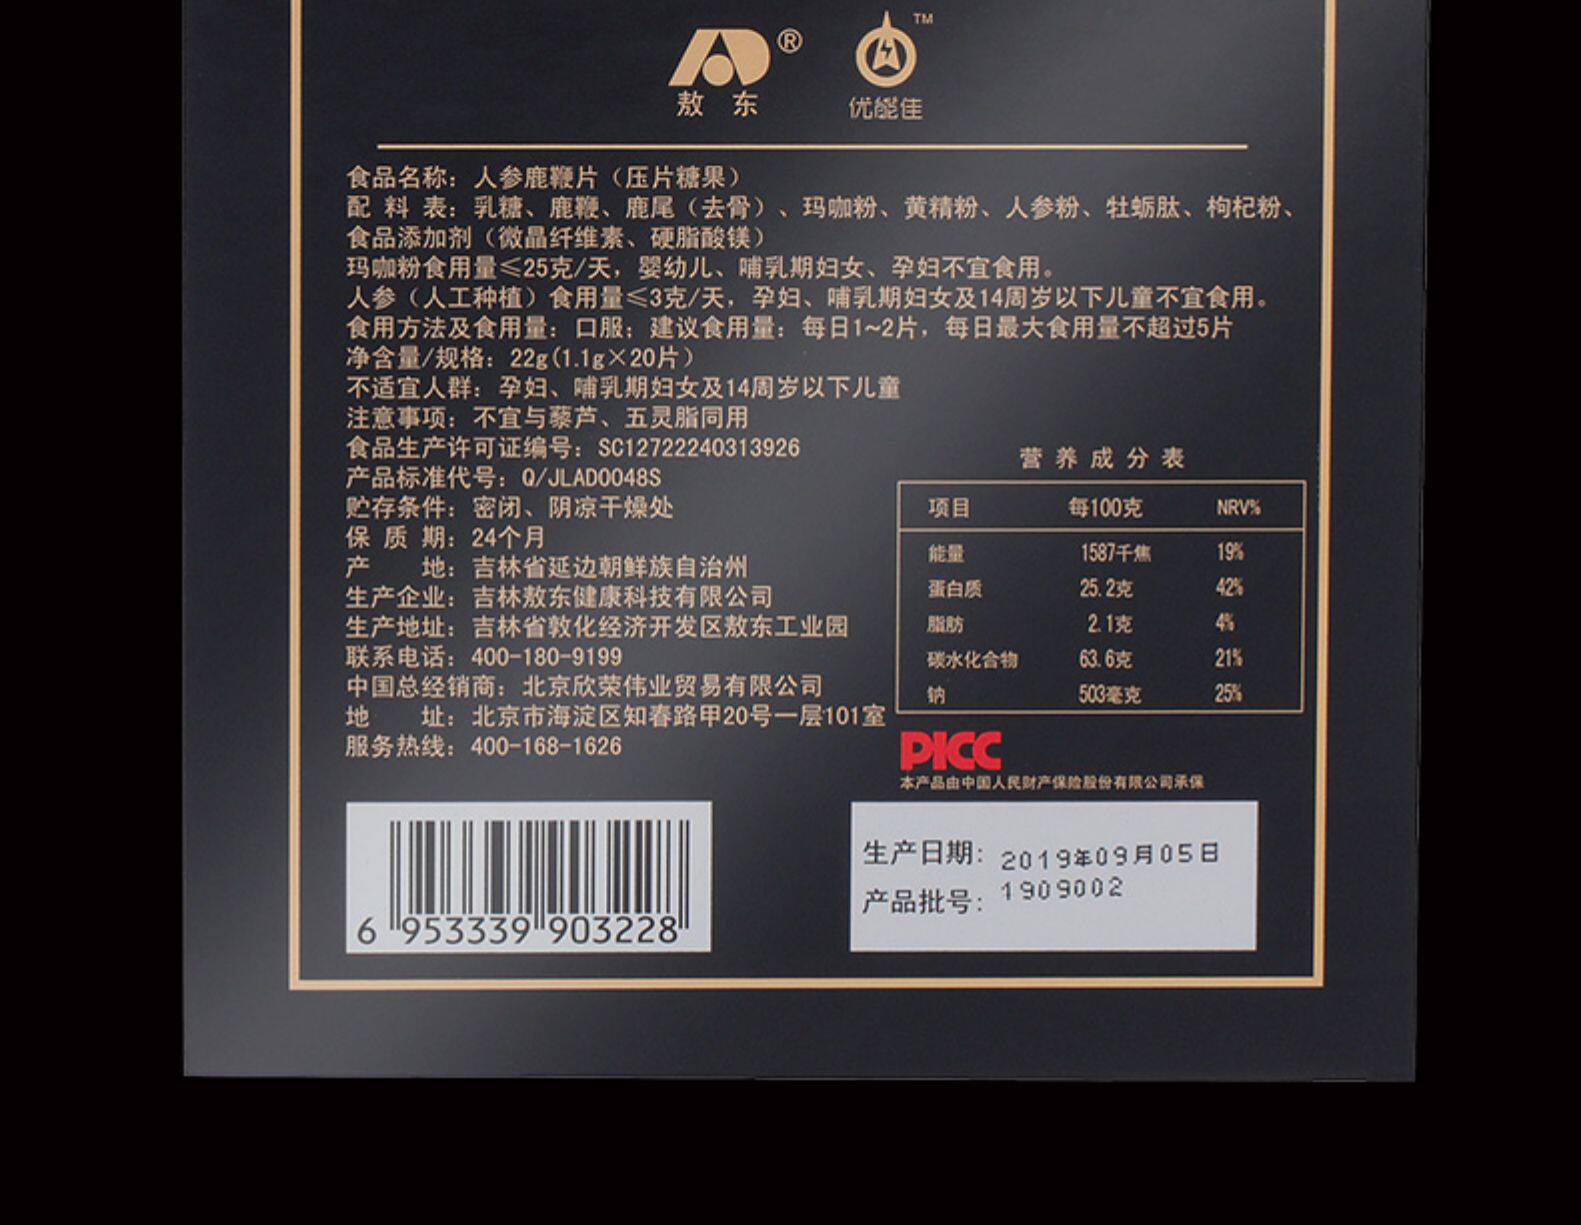 敖 东 ®
优能佳 TM
食品名称：人参鹿鞭片（压片糖果）
配 料 表：乳糖、鹿鞭、鹿尾（去骨）、玛咖粉、黄精粉、人参粉、牡蛎肽、枸杞粉、
食品添加剂（微晶纤维素、硬脂酸镁）
玛咖粉食用量≤25克/天，婴幼儿、哺乳期妇女、孕妇不宜食用。
人参（人工种植）食用量≤3克/天，孕妇、哺乳期妇女及14周岁以下儿童不宜食用。
食用方法及食用量：口服；建议食用量：每日1~2片，每日最大食用量不超过5片
净含量/规格：22g(1.1g×20片)
不适宜人群：孕妇、哺乳期妇女及14周岁以下儿童
注意事项：不宜与藜芦、五灵脂同用
食品生产许可证编号：SC12722240313926
产品标准代号：Q/JLAD0048S
贮存条件：密闭、阴凉干燥处
保 质 期：24个月
产 地：吉林省延边朝鲜族自治州
生产企业：吉林敖东健康科技有限公司
生产地址：吉林省敦化经济开发区敖东工业园
联系电话：400-180-9199
中国总经销商：北京欣荣伟业贸易有限公司
地 址：北京市海淀区知春路甲20号一层101室
服务热线：400-168-1626
营 养 成 分 表
项目 每100克 NRV%
能量 1587千焦 19%
蛋白质 25.2克 42%
脂肪 2.1克 4%
碳水化合物 63.6克 21%
钠 503毫克 25%
PICC
本产品由中国人民财产保险股份有限公司承保
6 953339 903228
生产日期：2019年09月05日
产品批号：1909002